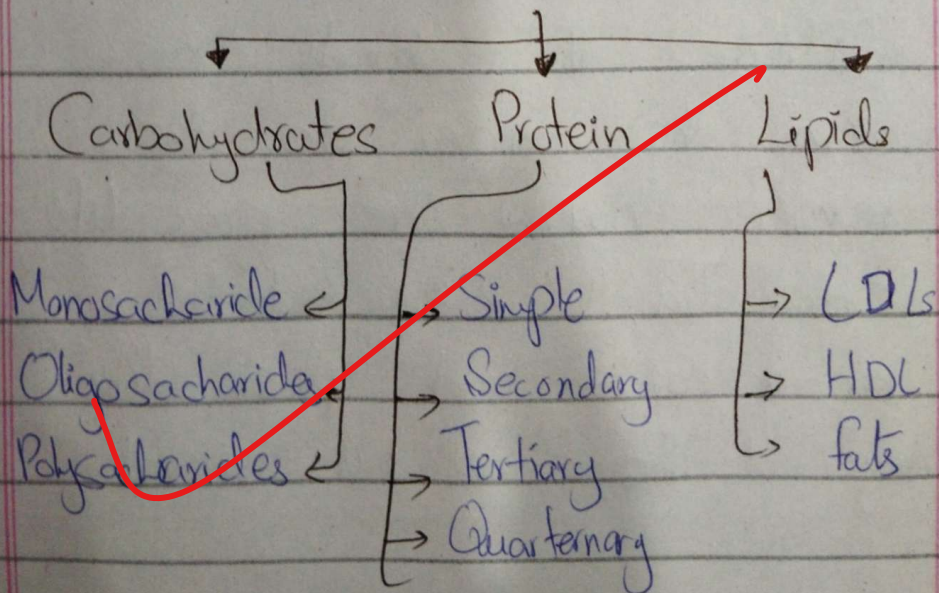 Carbohydrates Protein Lipids
Monosacharide Simple LDLs
Oligosacharides Secondary HDL
Polysacharides Tertiary fats
Quarternary